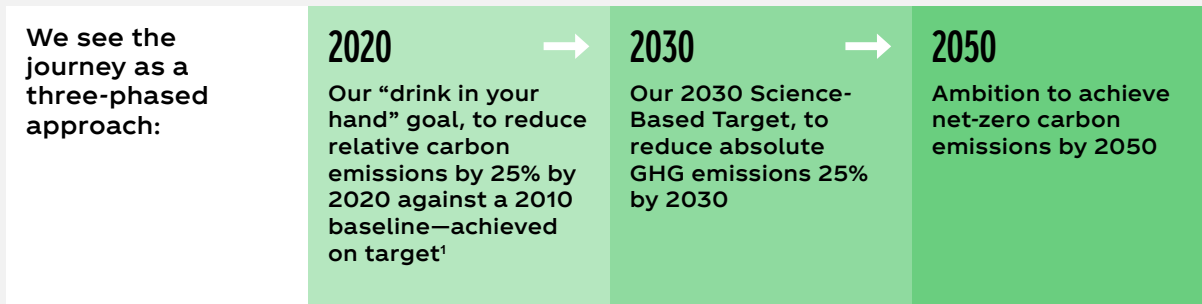 We see the
journey as a
three-phased
approach:
2020
Our “drink in your
hand” goal, to reduce
relative carbon
emissions by 25% by
2020 against a 2010
baseline—achieved
on target¹
2030
Our 2030 Science-
Based Target, to
reduce absolute
GHG emissions 25%
by 2030
2050
Ambition to achieve
net-zero carbon
emissions by 2050